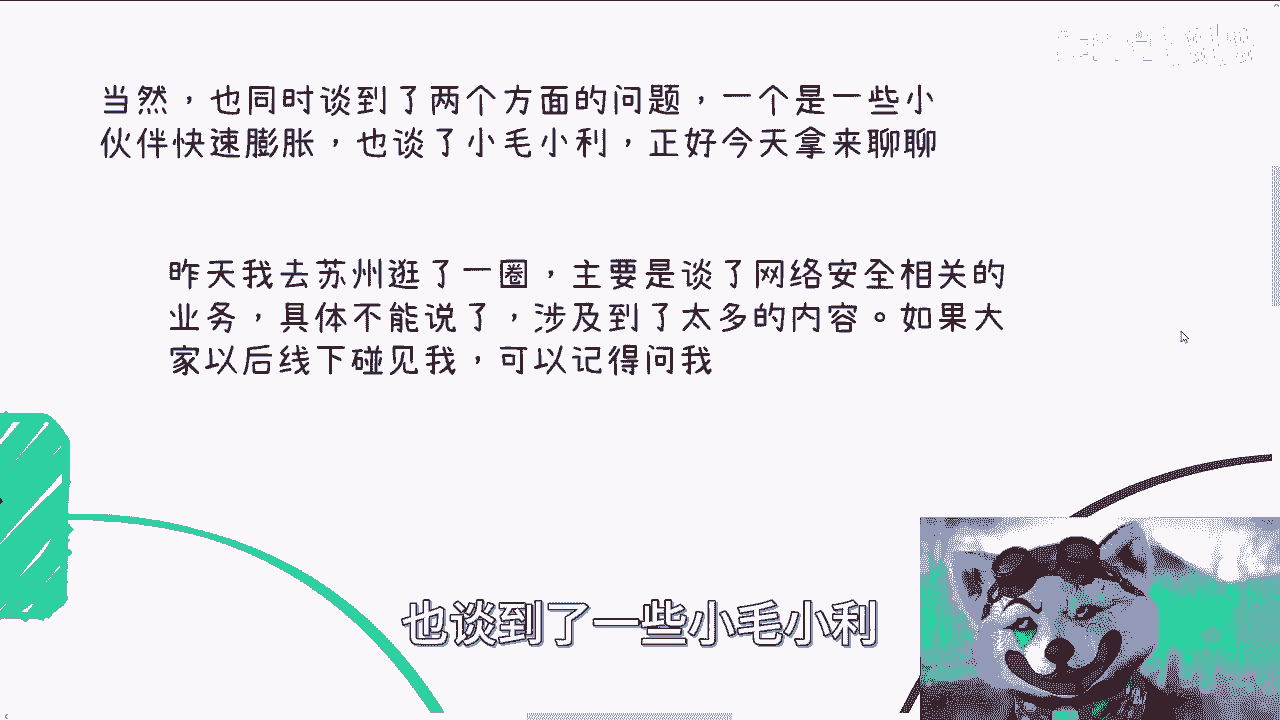 当然，也同时谈到了两个方面的问题，一个是一些小
伙伴快速膨胀，也谈了小毛小利，正好今天拿来聊聊
昨天我去苏州逛了一圈，主要是谈了网络安全相关的
业务，具体不能说了，涉及到了太多的内容。如果大
家以后线下碰见我，可以记得问我
也谈到了一些小毛小利